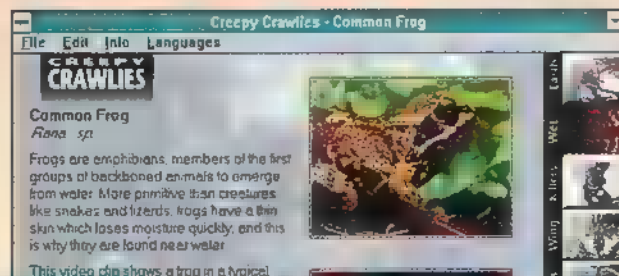 Creepy Crawlies - Common Frog
File Edit Info Languages
CREEPY
CRAWLIES
Common Frog
Rana sp.
Frogs are amphibians, members of the first
groups of backboned animals to emerge
from water. More primitive than creatures
like snakes and lizards, frogs have a thin
skin which loses moisture quickly, and this
is why they are found near water
This video clip shows a frog in a typical
Wet
Wing